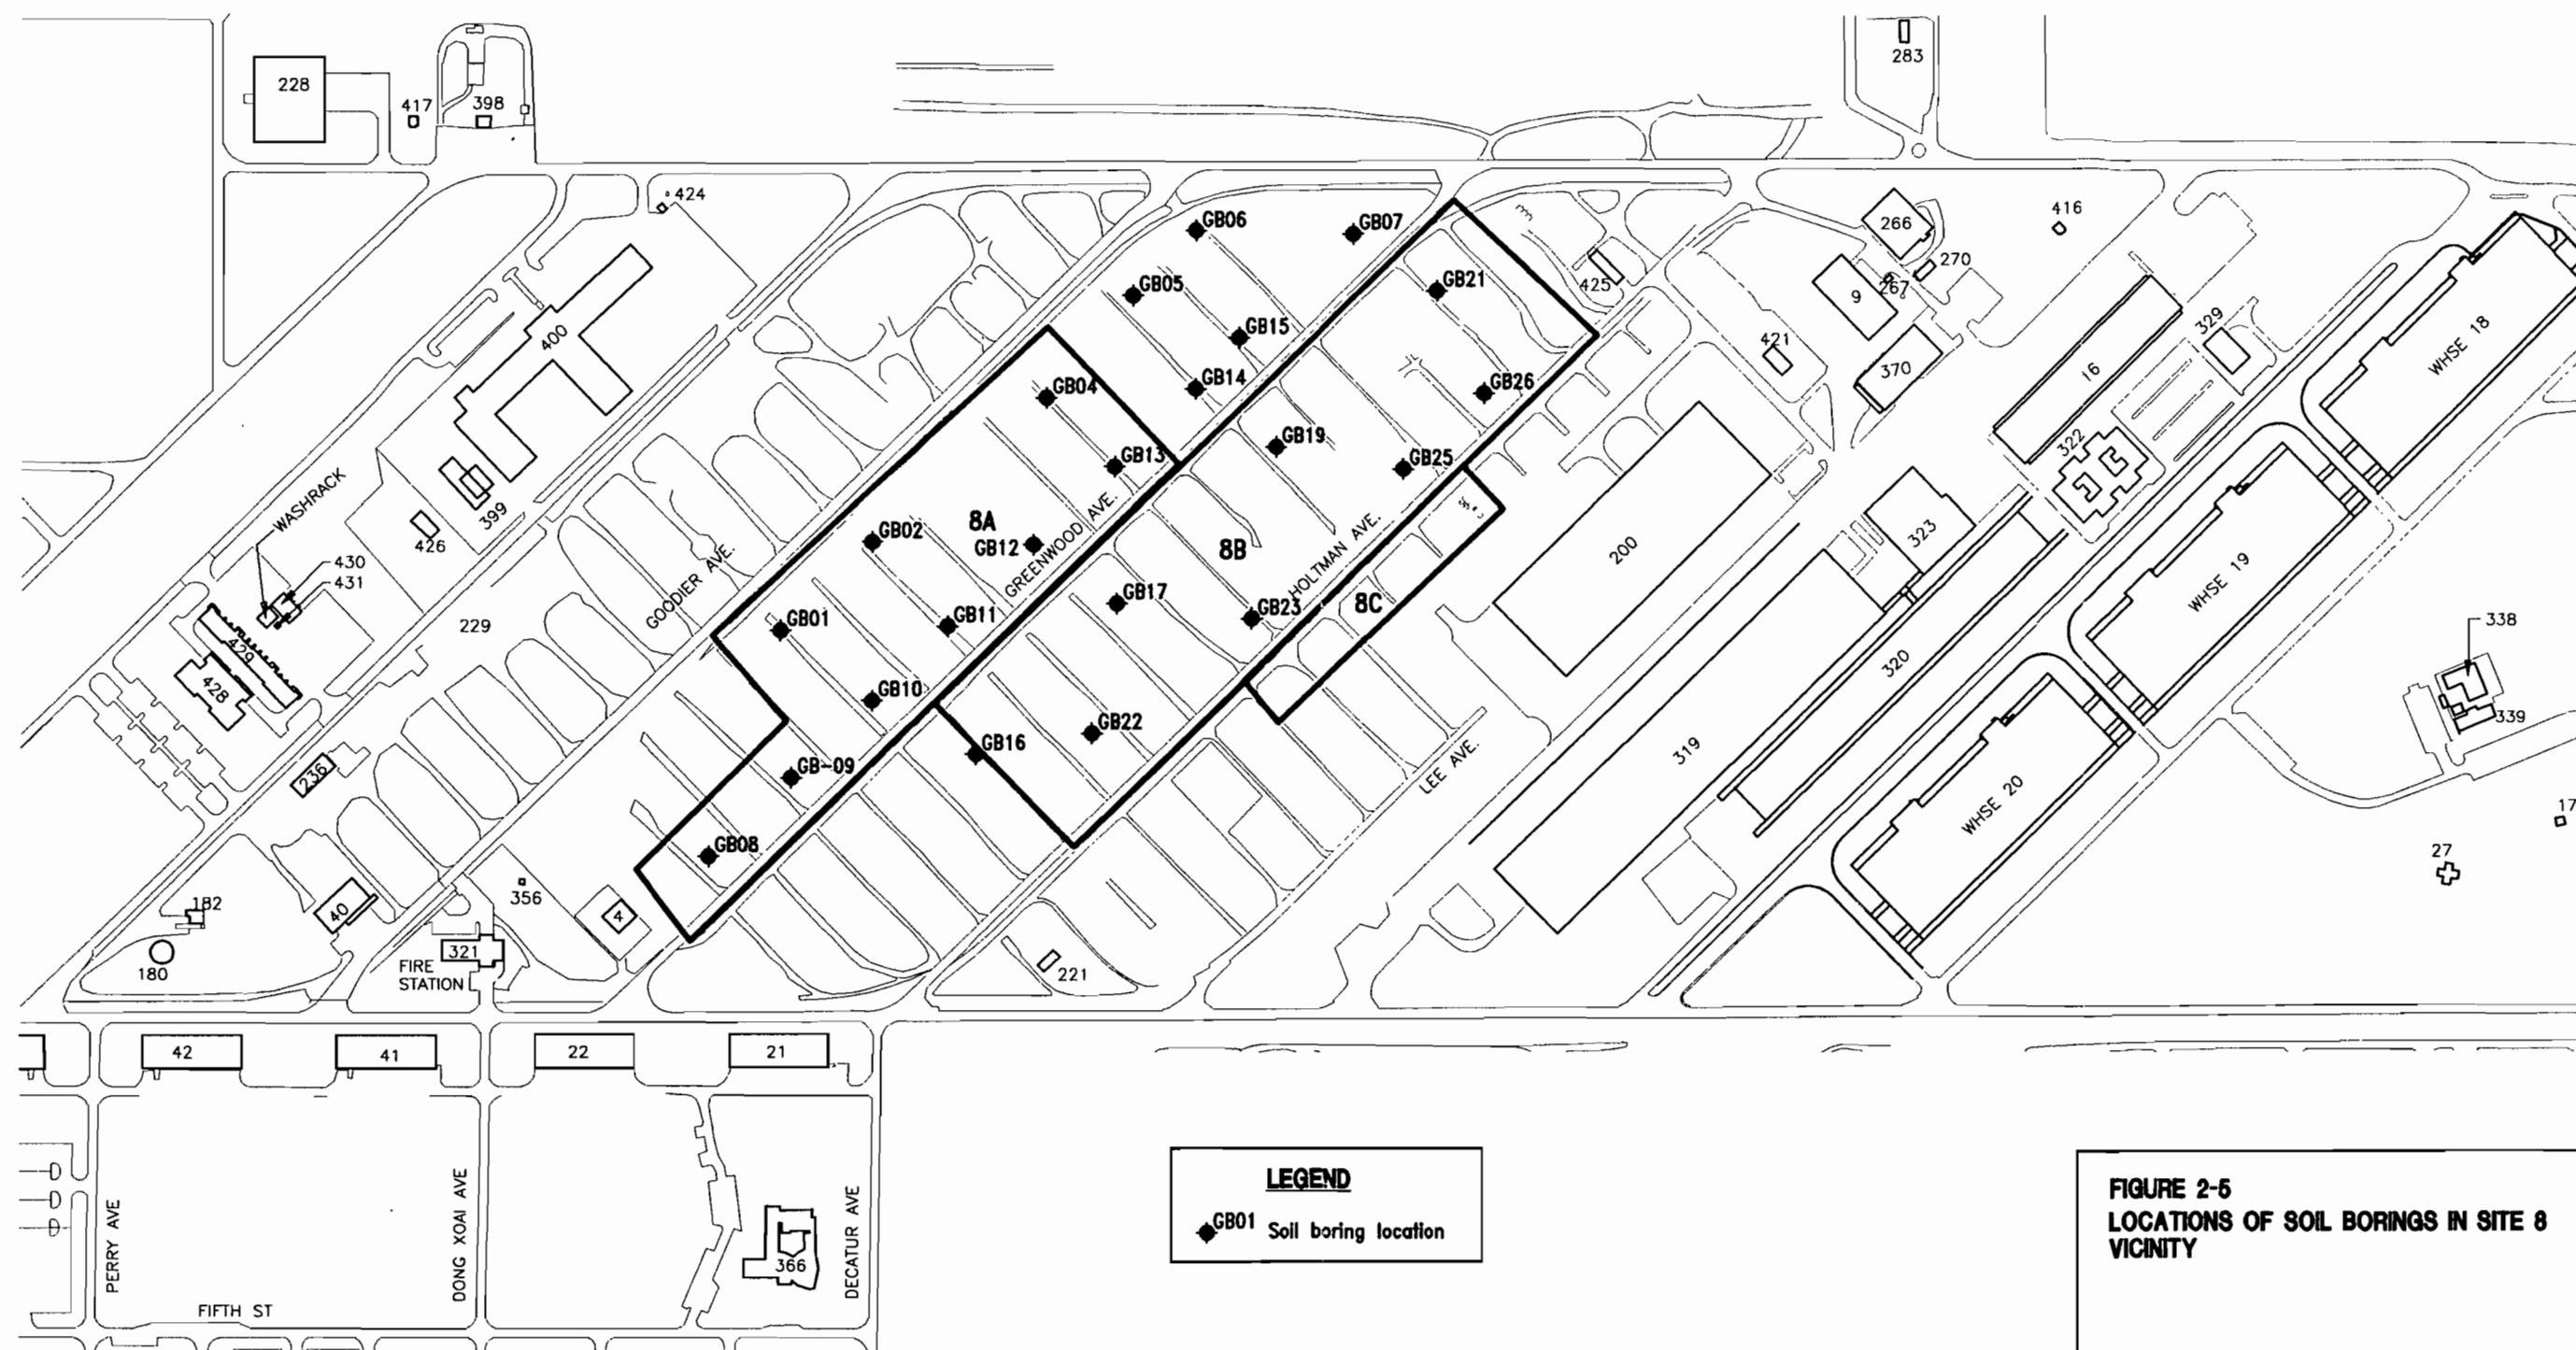 283
228
417
398
424
GB06
GB07
266
416
270
267
425
9
GB21
GB05
GB15
329
WHSE 18
400
421
370
16
GB04
GB14
GB26
GB19
322
GB13
GB25
WASHRACK
399
426
GB02
8A
GB12
GREENWOOD AVE.
8B
HOLTMAN AVE.
200
323
GOODIER AVE.
430
431
WHSE 19
GB01
GB11
GB17
GB23
8C
229
429
428
320
338
339
GB10
GB22
GB16
319
236
GB-09
LEE AVE.
WHSE 20
17
GB08
27
182
40
356
4
180
321
FIRE
STATION
221
42
41
22
21
PERRY AVE
DONG XOAI AVE
DECATUR AVE
366
FIFTH ST
LEGEND
GB01 Soil boring location
FIGURE 2-5
LOCATIONS OF SOIL BORINGS IN SITE 8
VICINITY